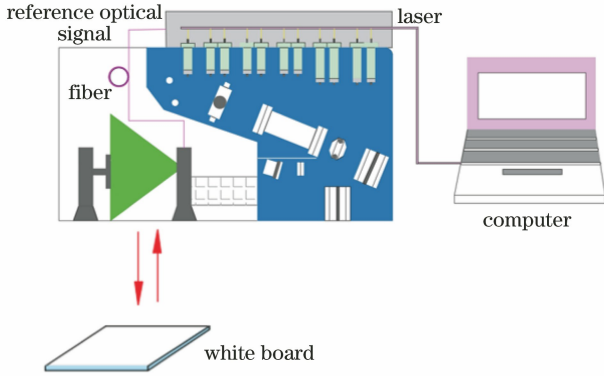 reference optical
signal
laser
fiber
computer
white board